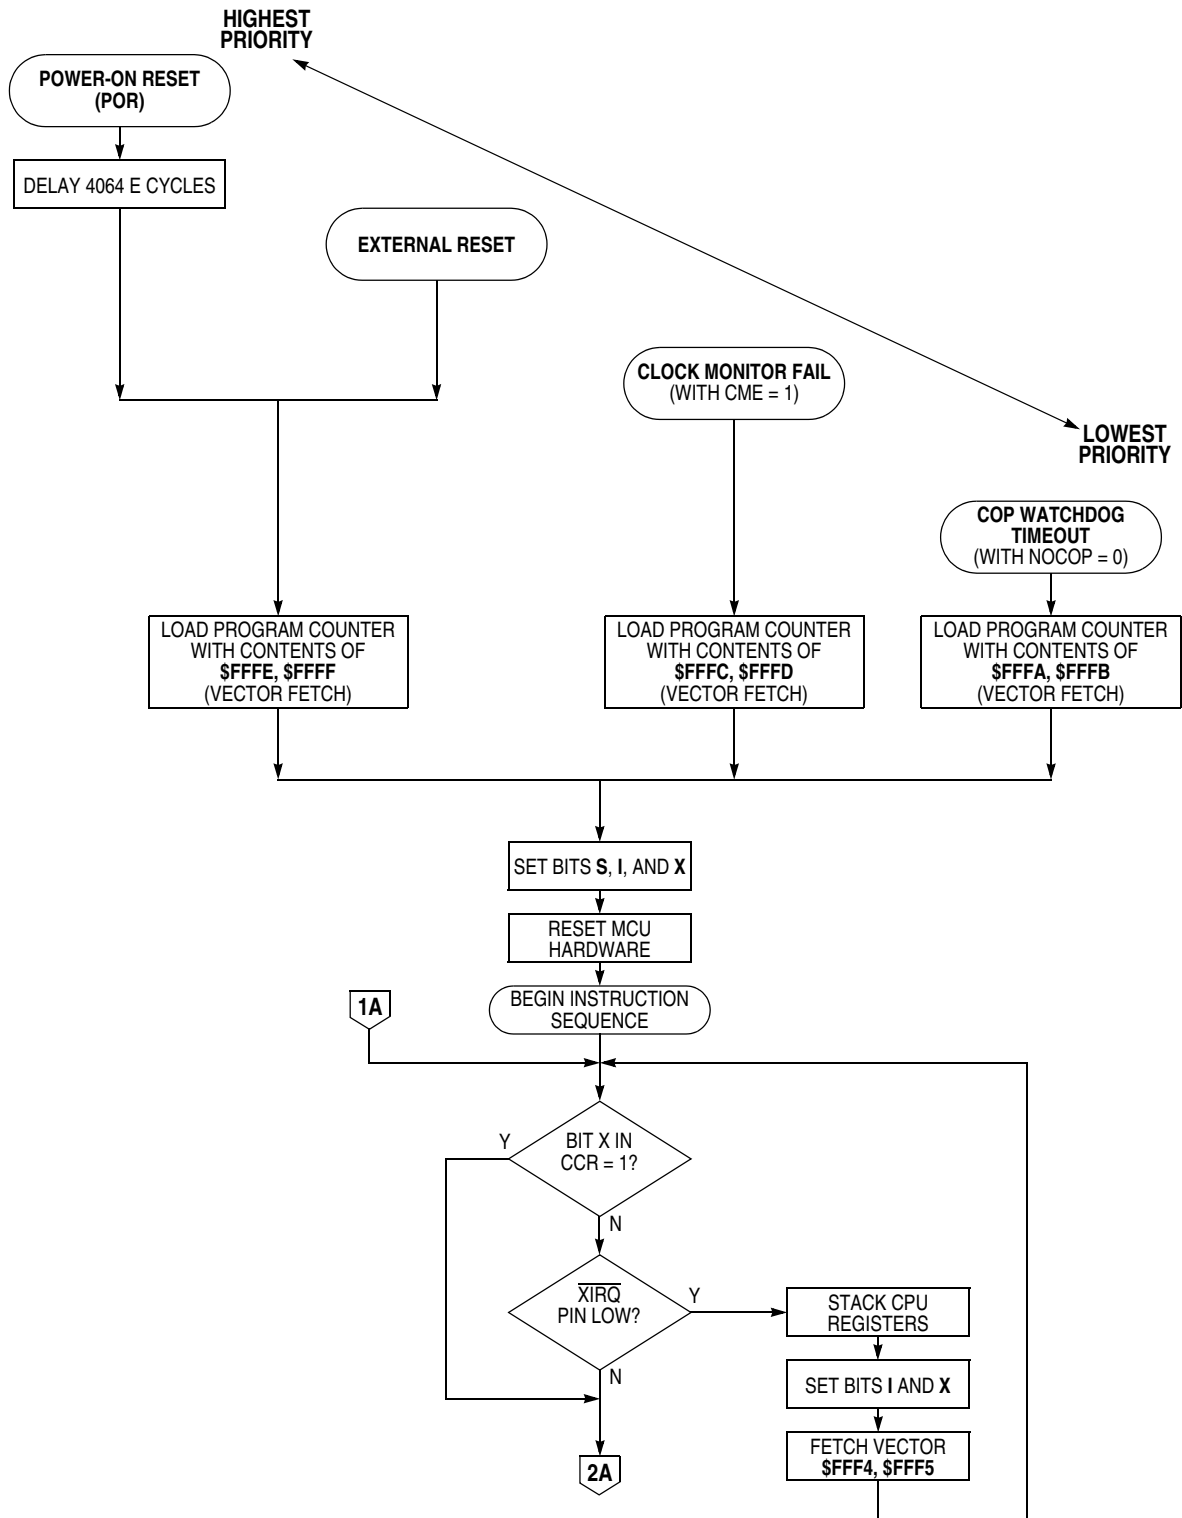 HIGHEST
PRIORITY
POWER-ON RESET
(POR)
DELAY 4064 E CYCLES
EXTERNAL RESET
CLOCK MONITOR FAIL
(WITH CME = 1)
LOWEST
PRIORITY
COP WATCHDOG
TIMEOUT
(WITH NOCOP = 0)
LOAD PROGRAM COUNTER
WITH CONTENTS OF
$FFFE, $FFFF
(VECTOR FETCH)
LOAD PROGRAM COUNTER
WITH CONTENTS OF
$FFFC, $FFFD
(VECTOR FETCH)
LOAD PROGRAM COUNTER
WITH CONTENTS OF
$FFFA, $FFFB
(VECTOR FETCH)
SET BITS S, I, AND X
RESET MCU
HARDWARE
1A
BEGIN INSTRUCTION
SEQUENCE
Y
BIT X IN
CCR = 1?
N
XIRQ
PIN LOW?
Y
STACK CPU
REGISTERS
N
SET BITS I AND X
2A
FETCH VECTOR
$FFF4, $FFF5